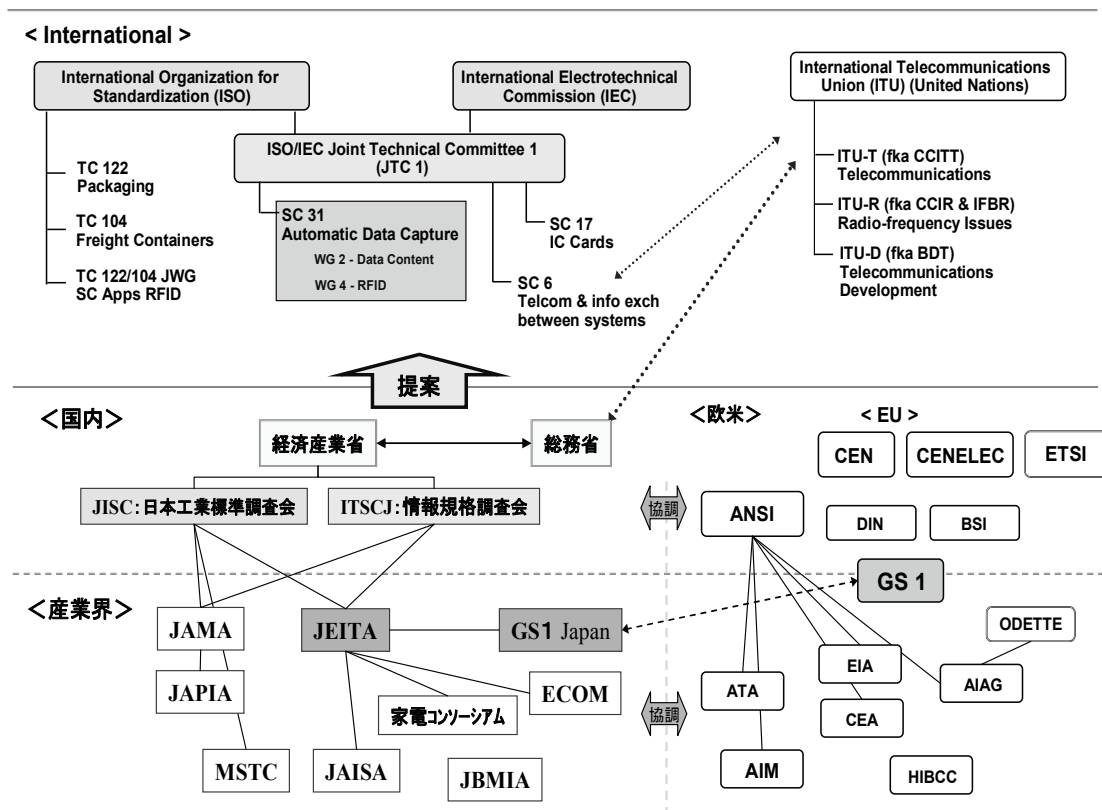 < International >
International Organization for
Standardization (ISO)
International Electrotechnical
Commission (IEC)
International Telecommunications
Union (ITU) (United Nations)
ISO/IEC Joint Technical Committee 1
(JTC 1)
TC 122
Packaging
TC 104
Freight Containers
TC 122/104 JWG
SC Apps RFID
SC 31
Automatic Data Capture
WG 2 - Data Content
WG 4 - RFID
SC 17
IC Cards
SC 6
Telcom & info exch
between systems
ITU-T (fka CCITT)
Telecommunications
ITU-R (fka CCIR & IFBR)
Radio-frequency Issues
ITU-D (fka BDT)
Telecommunications
Development
提案
＜国内＞
経済産業省
総務省
JISC：日本工業標準調査会
ITSCJ：情報規格調査会
協調
＜欧米＞
< EU >
CEN
CENELEC
ETSI
ANSI
DIN
BSI
GS 1
＜産業界＞
JAMA
JEITA
GS1 Japan
JAPIA
家電コンソーシアム
ECOM
MSTC
JAISA
JBMIA
協調
ODETTE
EIA
ATA
AIAG
CEA
AIM
HIBCC